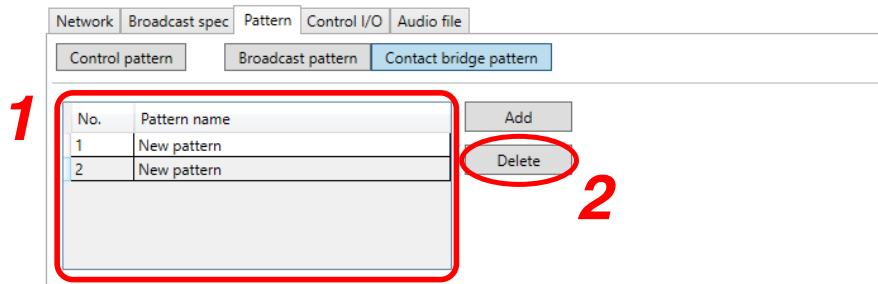 Network Broadcast spec Pattern Control I/O Audio file
Control pattern Broadcast pattern Contact bridge pattern
1
No. Pattern name Add
1 New pattern
Delete
2 New pattern
2